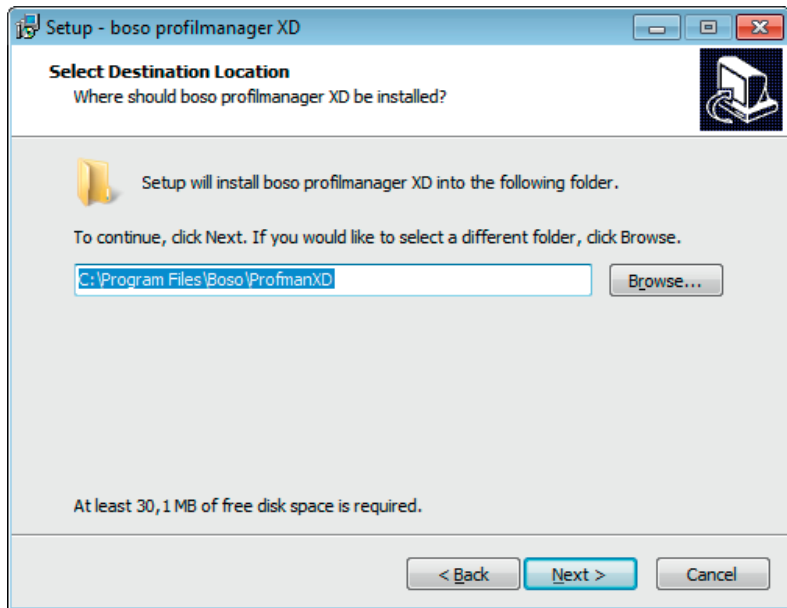 Setup - boso profilmanager XD
Select Destination Location
Where should boso profilmanager XD be installed?
Setup will install boso profilmanager XD into the following folder.
To continue, click Next. If you would like to select a different folder, click Browse.
C:\Program Files\Boso\ProfmanXD
Browse...
At least 30,1 MB of free disk space is required.
< Back
Next >
Cancel